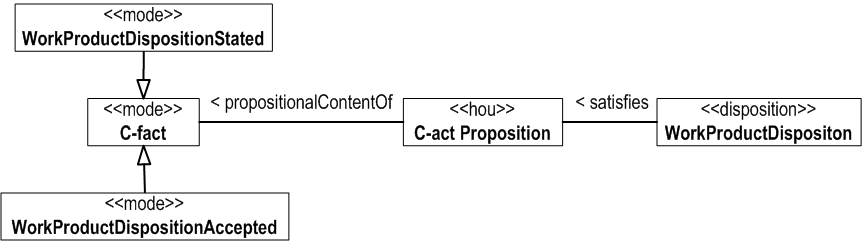 <<mode>>
WorkProductDispositionStated
<<mode>>
C-fact
< propositionalContentOf
<<hou>>
C-act Proposition
< satisfies
<<disposition>>
WorkProductDispositon
<<mode>>
WorkProductDispositionAccepted